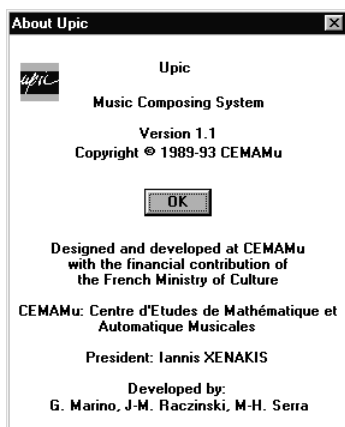 About Upic
upic
Upic
Music Composing System
Version 1.1
Copyright © 1989-93 CEMAMu
OK
Designed and developed at CEMAMu
with the financial contribution of
the French Ministry of Culture
CEMAMu: Centre d'Etudes de Mathématique et
Automatique Musicales
President: Iannis XENAKIS
Developed by:
G. Marino, J-M. Raczinski, M-H. Serra